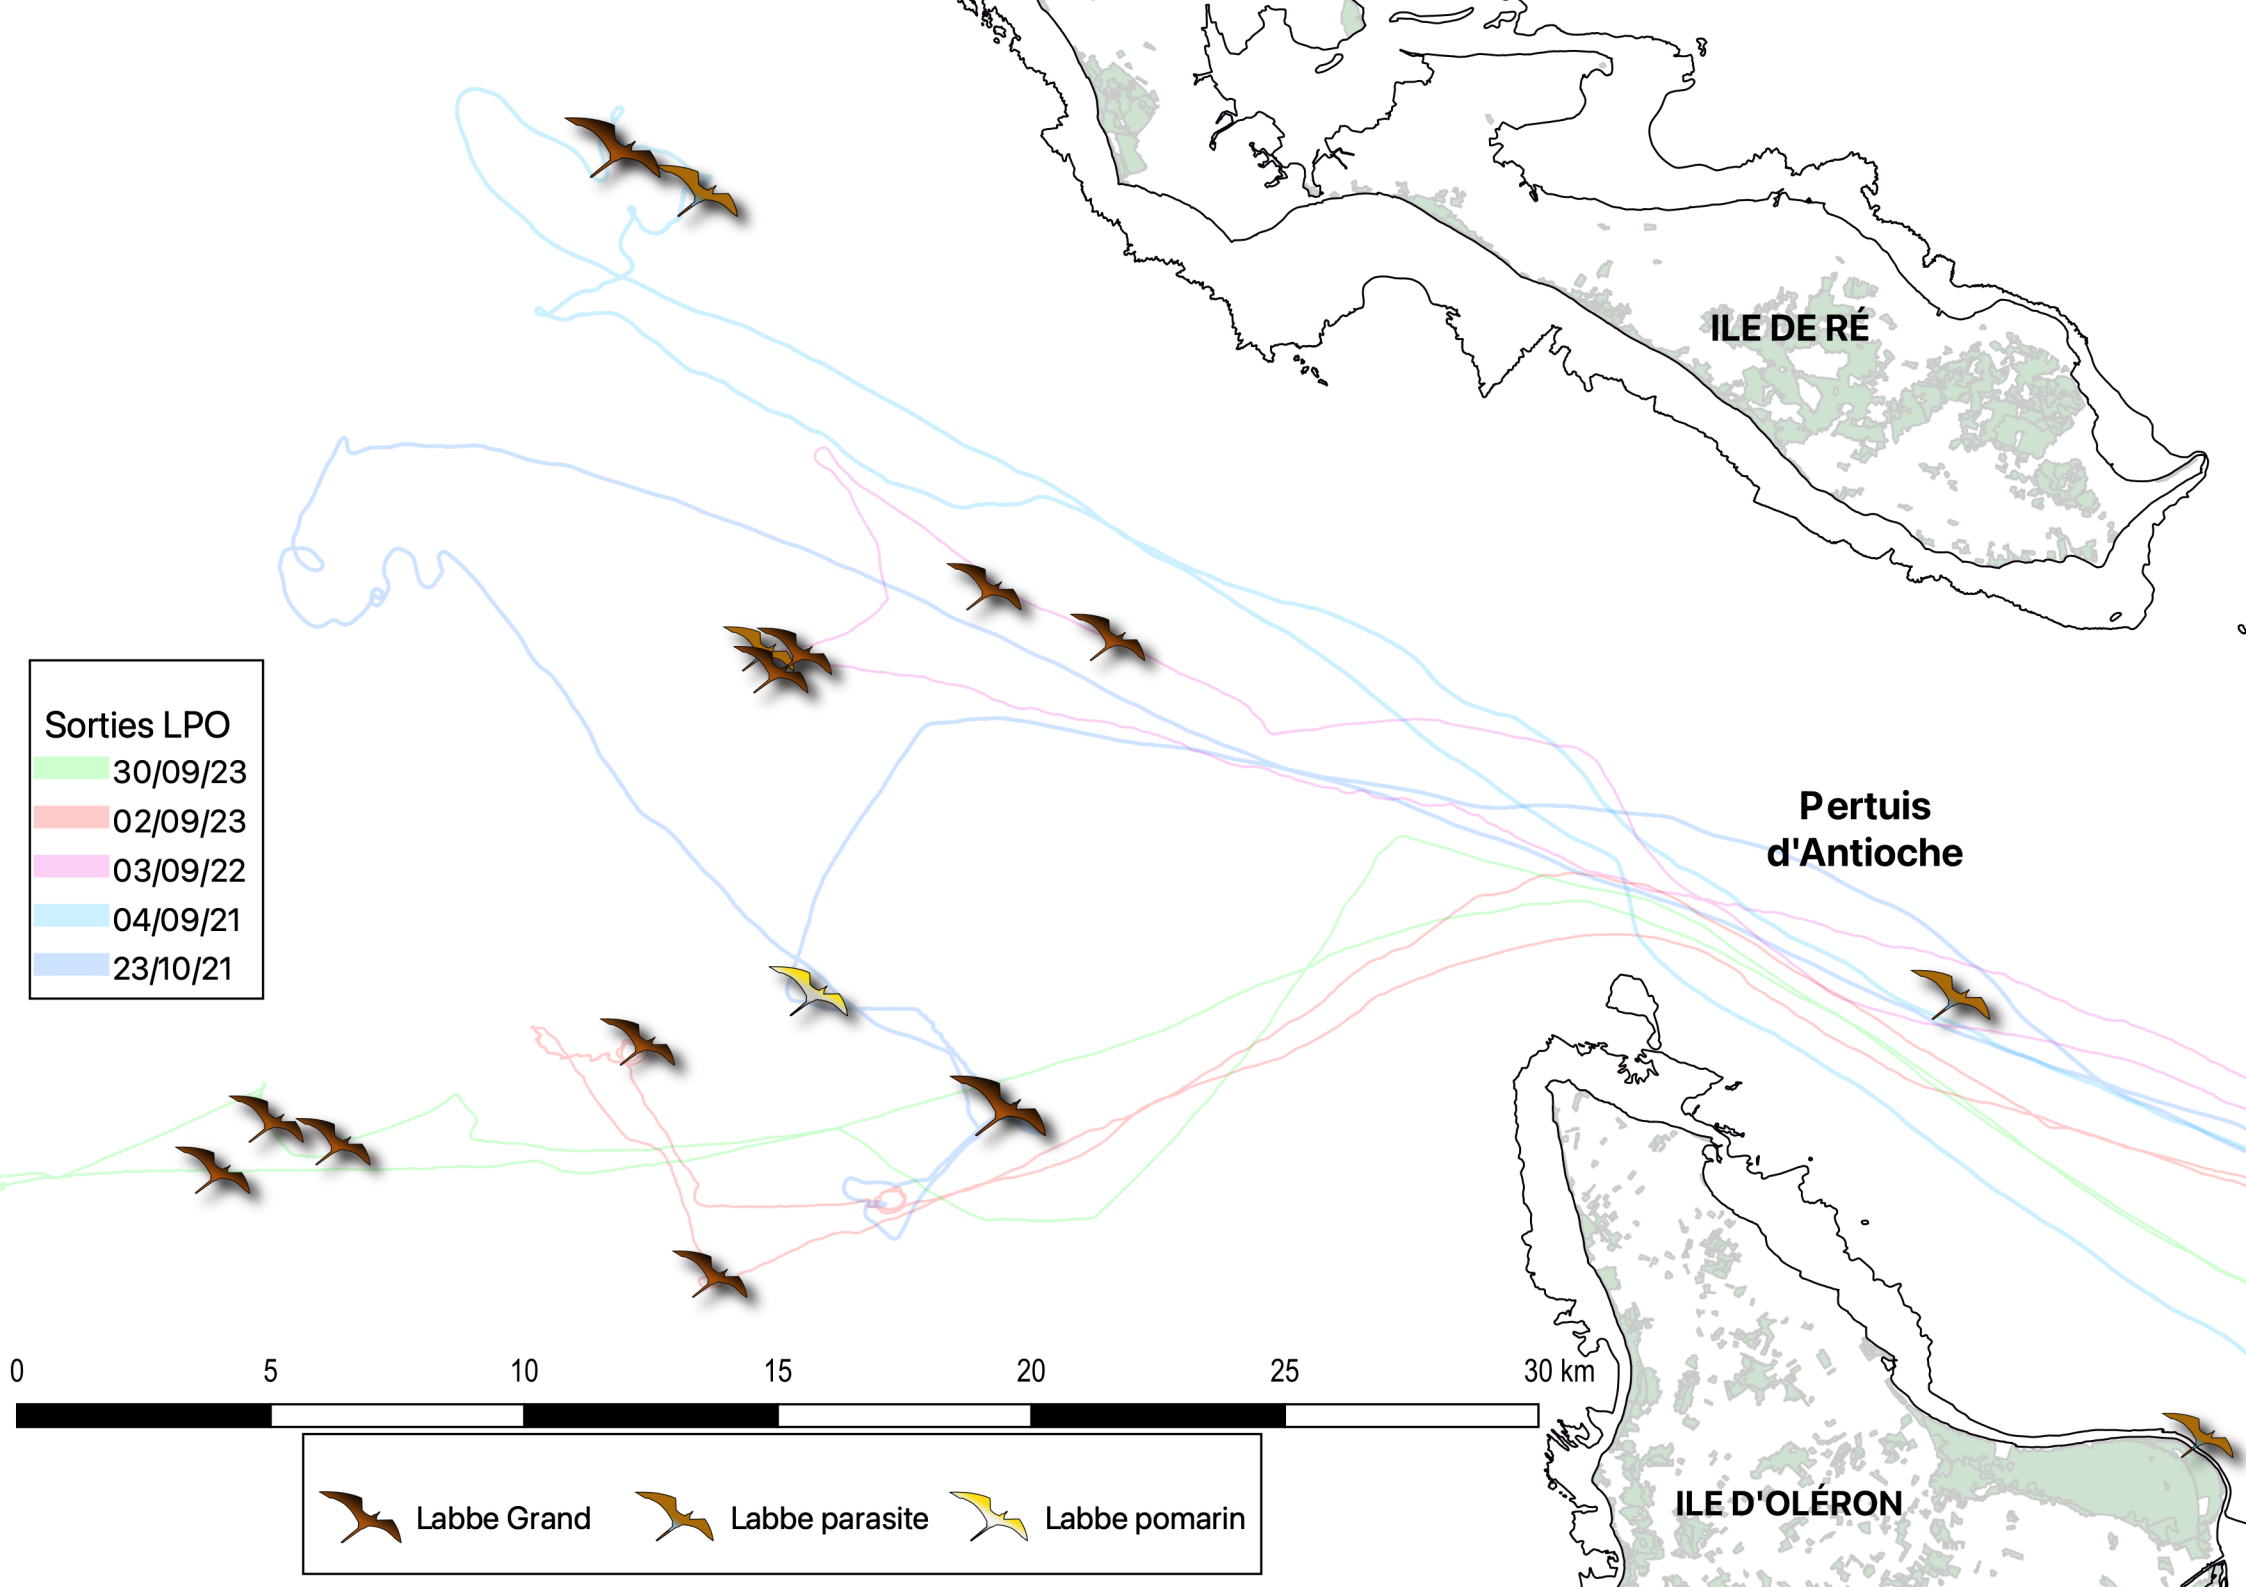 ILE DE RÉ
Sorties LPO
30/09/23
02/09/23
03/09/22
04/09/21
23/10/21
Pertuis
d'Antioche
0 5 10 15 20 25 30 km
ILE D'OLÉRON
Labbe Grand Labbe parasite Labbe pomarin